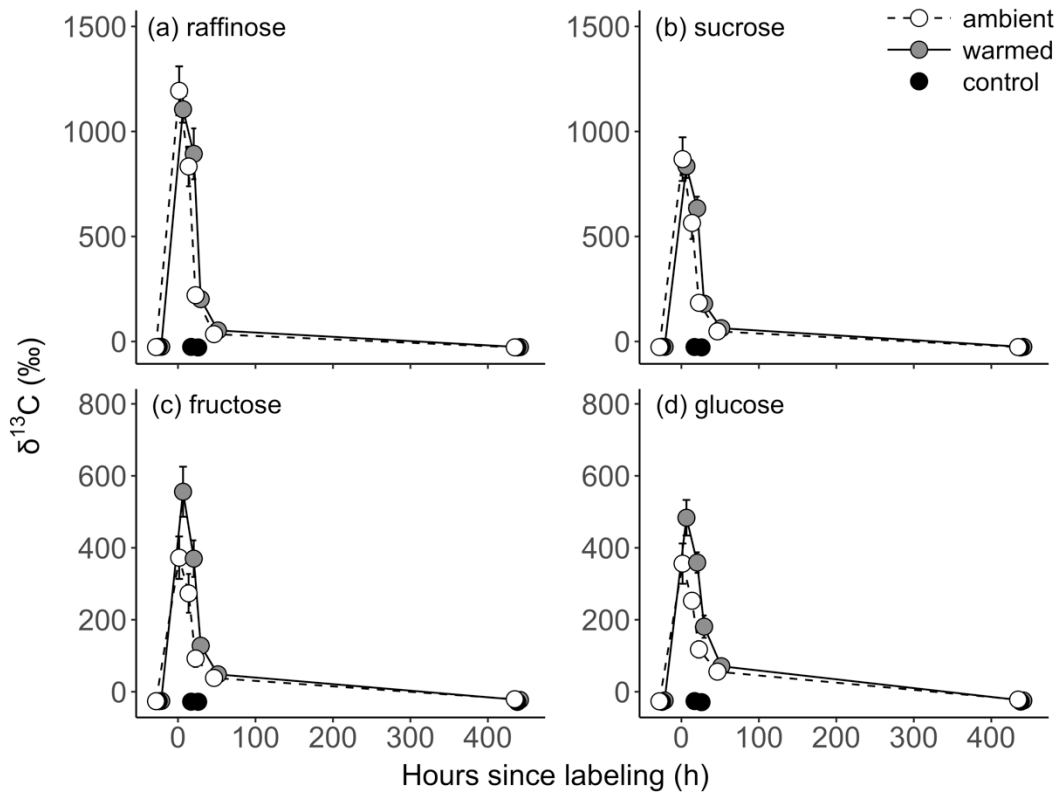 (a) raffinose
(b) sucrose
ambient
warmed
control
1500
1000
500
0
1500
1000
500
0
(c) fructose
(d) glucose
800
600
400
200
0
800
600
400
200
0
0 100 200 300 400
0 100 200 300 400
δ¹³C (‰)
Hours since labeling (h)